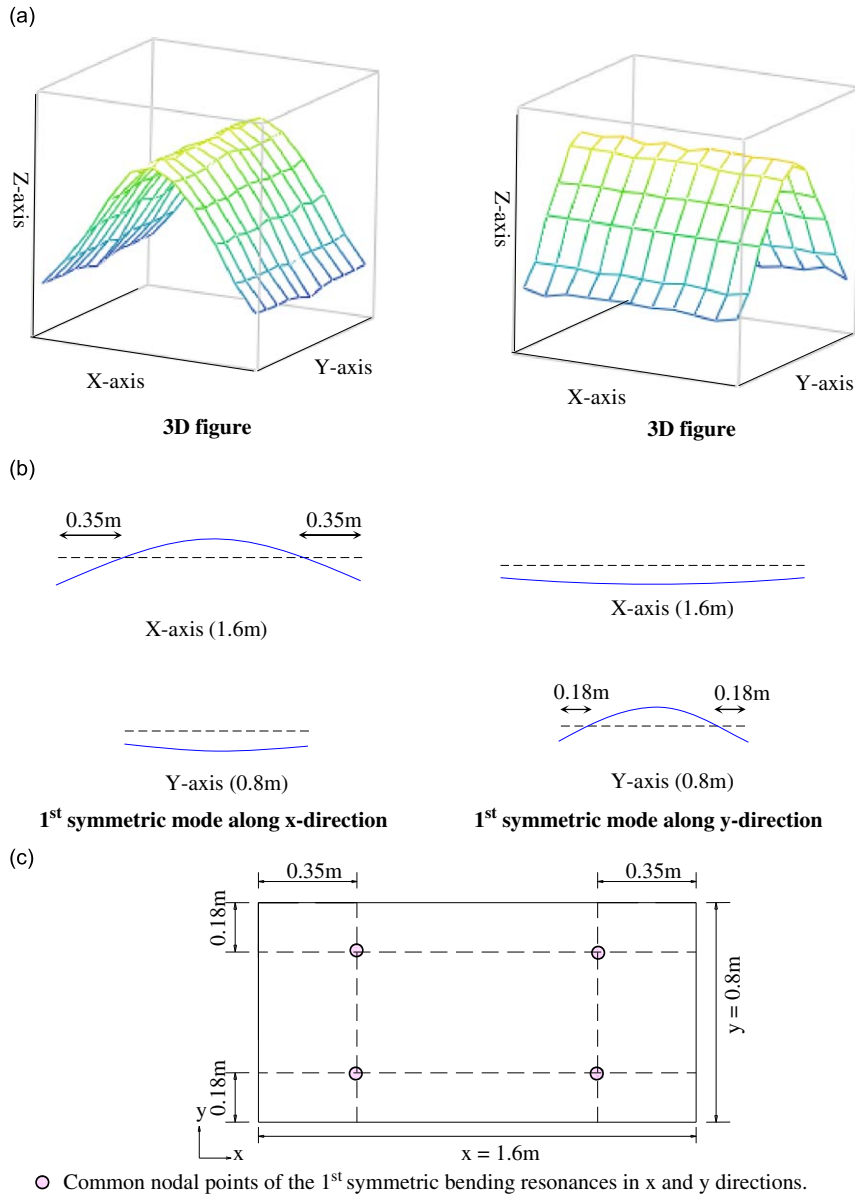 (a)
Z-axis
X-axis
Y-axis
3D figure
Z-axis
X-axis
Y-axis
3D figure
(b)
0.35m
0.35m
X-axis (1.6m)
Y-axis (0.8m)
1st symmetric mode along x-direction
X-axis (1.6m)
0.18m
0.18m
Y-axis (0.8m)
1st symmetric mode along y-direction
(c)
0.35m
0.35m
0.18m
0.18m
y = 0.8m
y
x
x = 1.6m
Common nodal points of the 1st symmetric bending resonances in x and y directions.